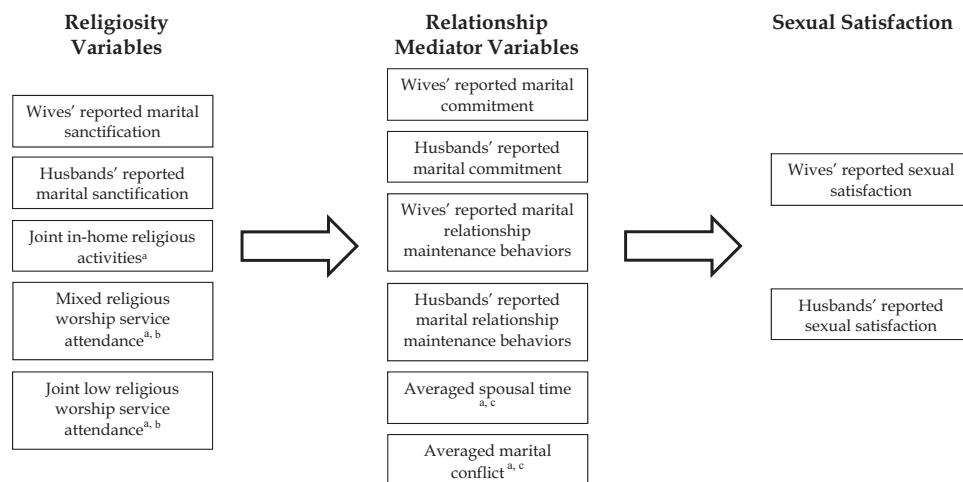 Religiosity
Variables
Wives’ reported marital
sanctification
Husbands’ reported
marital sanctification
Joint in-home religious
activitiesᵃ
Mixed religious
worship service
attendanceᵃ, ᵇ
Joint low religious
worship service
attendanceᵃ, ᵇ
Relationship
Mediator Variables
Wives’ reported marital
commitment
Husbands’ reported
marital commitment
Wives’ reported marital
relationship
maintenance behaviors
Husbands’ reported
marital relationship
maintenance behaviors
Averaged spousal time
ᵃ, ᶜ
Averaged marital
conflict ᵃ, ᶜ
Sexual Satisfaction
Wives’ reported sexual
satisfaction
Husbands’ reported
sexual satisfaction